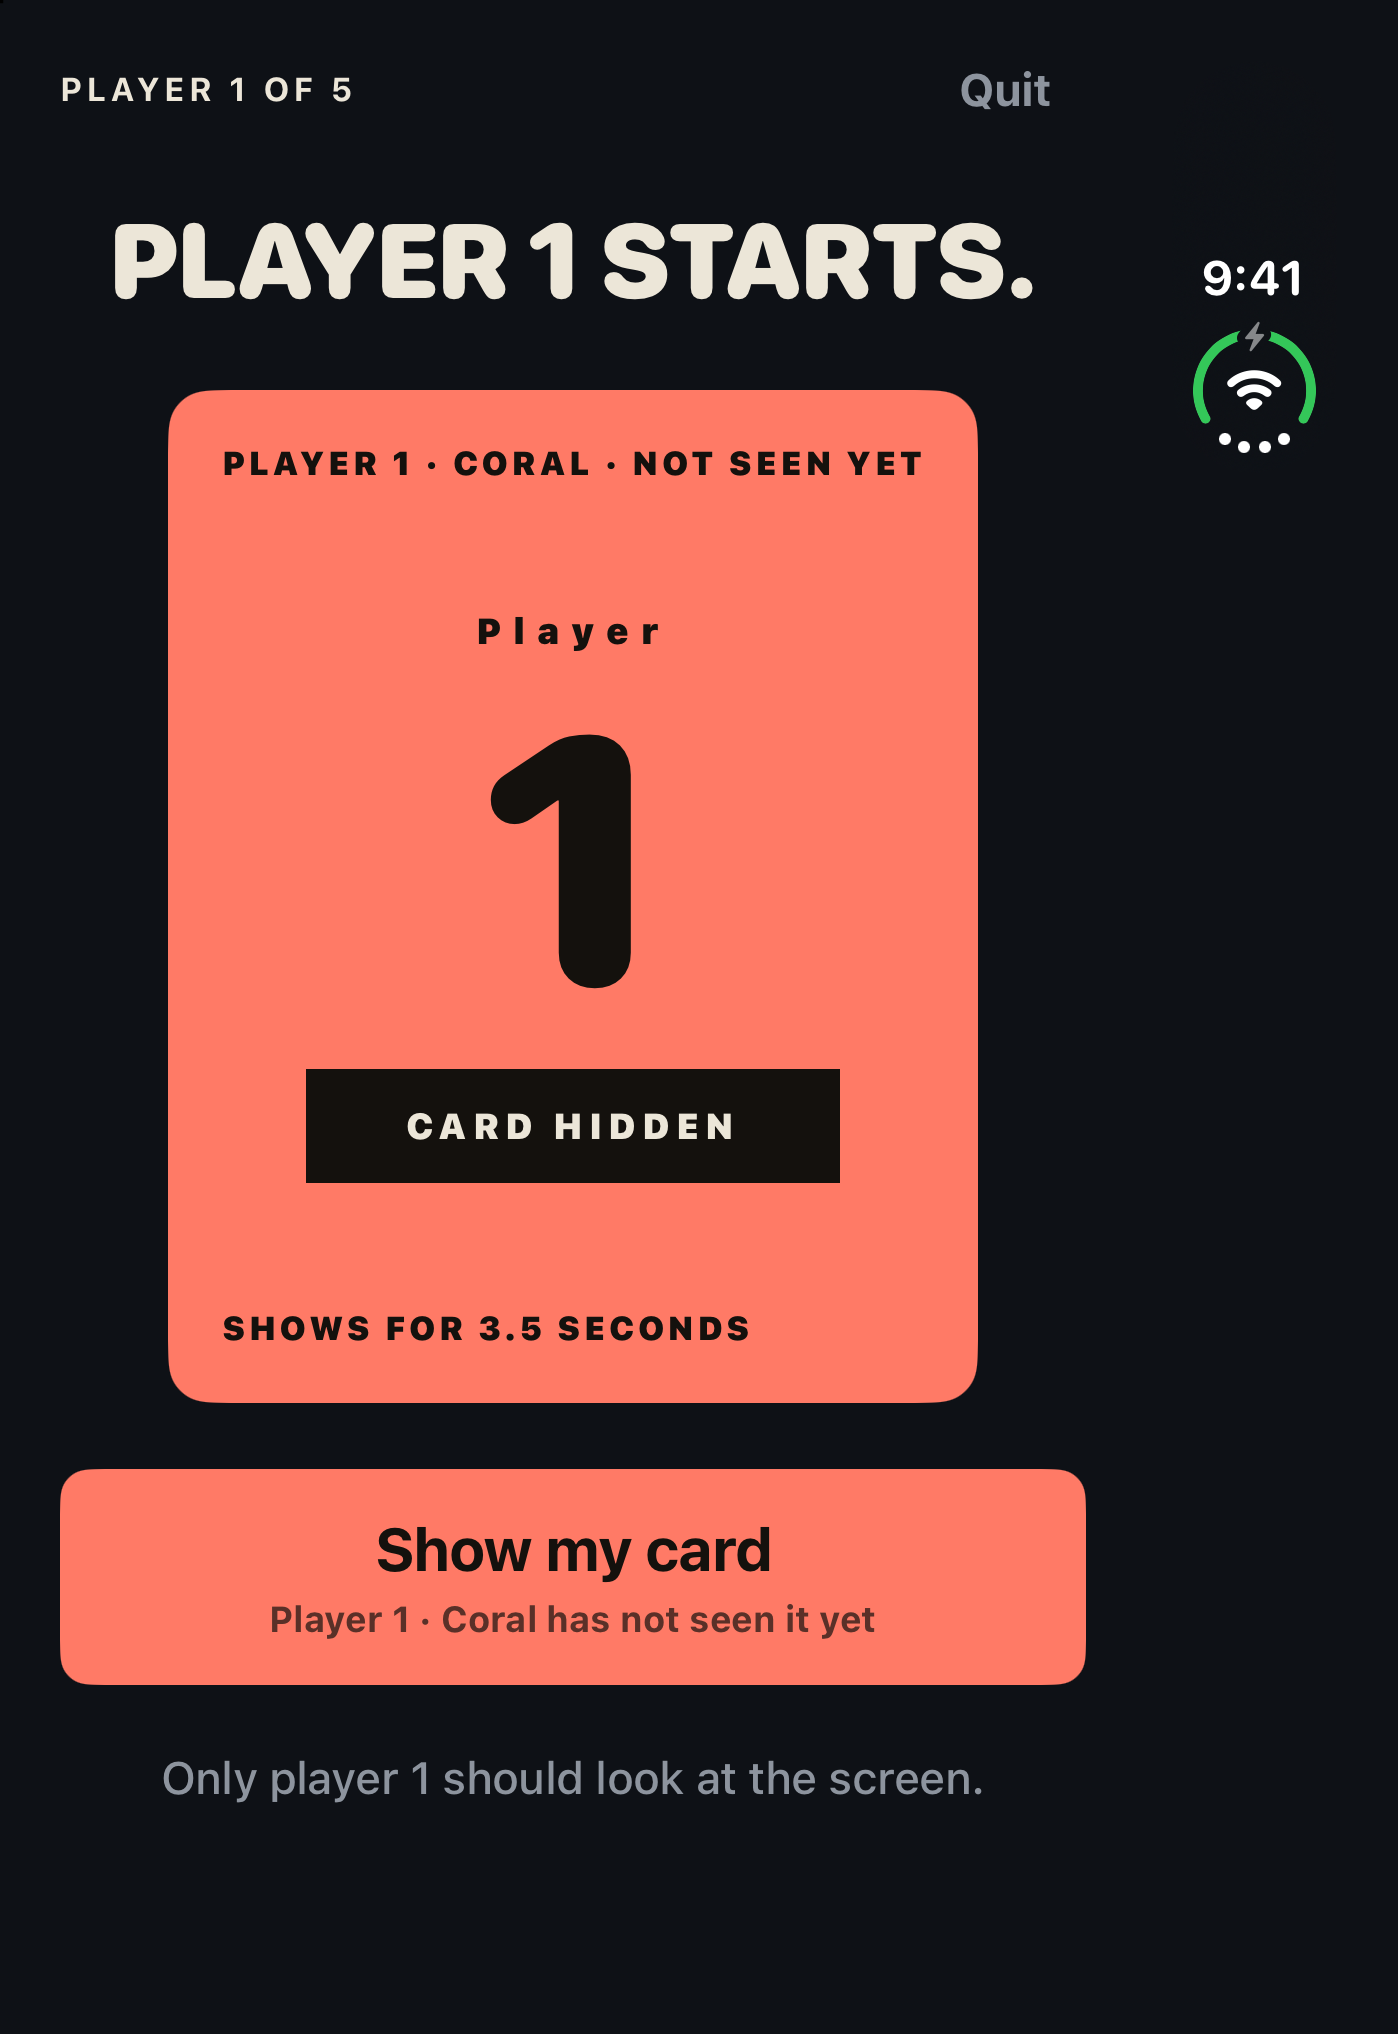 PLAYER 1 OF 5
Quit
PLAYER 1 STARTS.
9:41
PLAYER 1 · CORAL · NOT SEEN YET
Player
1
CARD HIDDEN
SHOWS FOR 3.5 SECONDS
Show my card
Player 1 · Coral has not seen it yet
Only player 1 should look at the screen.